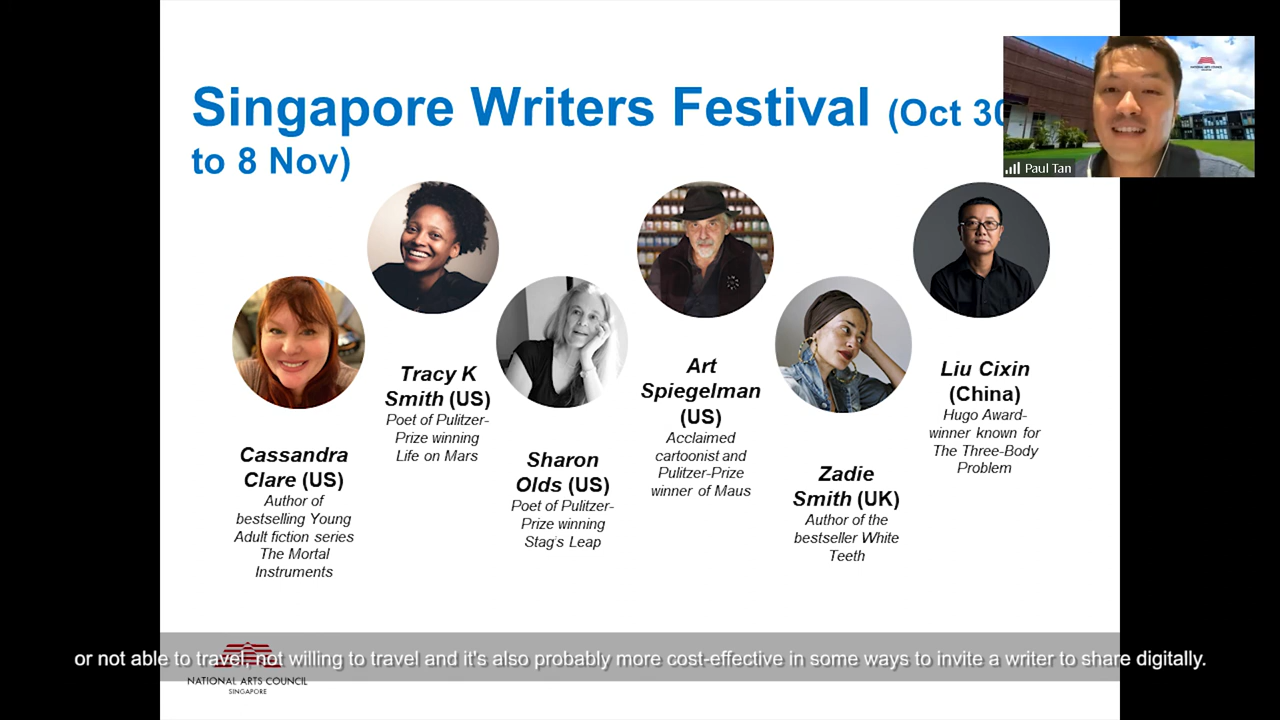 Singapore Writers Festival (Oct 30
to 8 Nov)
NATIONAL ARTS COUNCIL
SINGAPORE
Paul Tan
Cassandra
Clare (US)
Author of
bestselling Young
Adult fiction series
The Mortal
Instruments
Tracy K
Smith (US)
Poet of Pulitzer-
Prize winning
Life on Mars
Sharon
Olds (US)
Poet of Pulitzer-
Prize winning
Stag's Leap
Art
Spiegelman
(US)
Acclaimed
cartoonist and
Pulitzer-Prize
winner of Maus
Zadie
Smith (UK)
Author of the
bestseller White
Teeth
Liu Cixin
(China)
Hugo Award-
winner known for
The Three-Body
Problem
or not able to travel, not willing to travel and it's also probably more cost-effective in some ways to invite a writer to share digitally.
NATIONAL ARTS COUNCIL
SINGAPORE